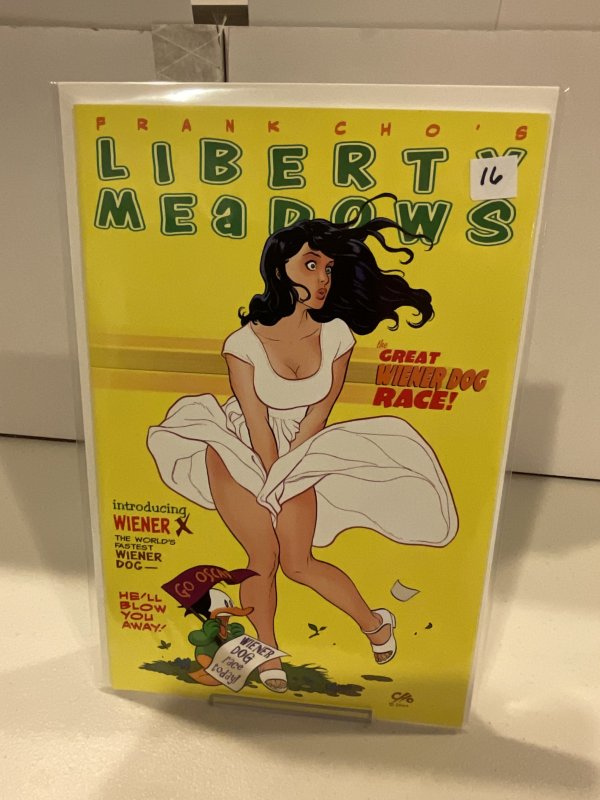 FRANK CHO'S
LIBERTY
16
MEaDOWS
the
GREAT
WIENER DOG
RACE!
introducing
WIENER X
THE WORLD'S
FASTEST
WIENER
DOG—
HE'LL
BLOW
YOU
AWAY!
GO OSCAR
WIENER
DOG
race
today!
CHO